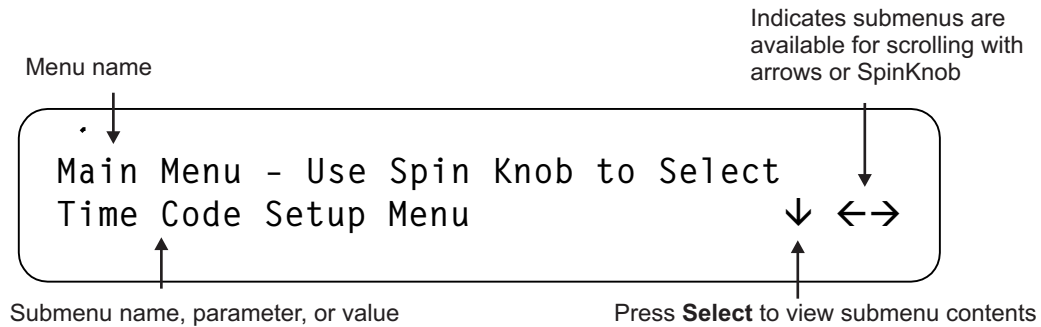 Indicates submenus are
available for scrolling with
arrows or SpinKnob
Menu name
Main Menu – Use Spin Knob to Select
Time Code Setup Menu ↓ ←→
Submenu name, parameter, or value
Press Select to view submenu contents